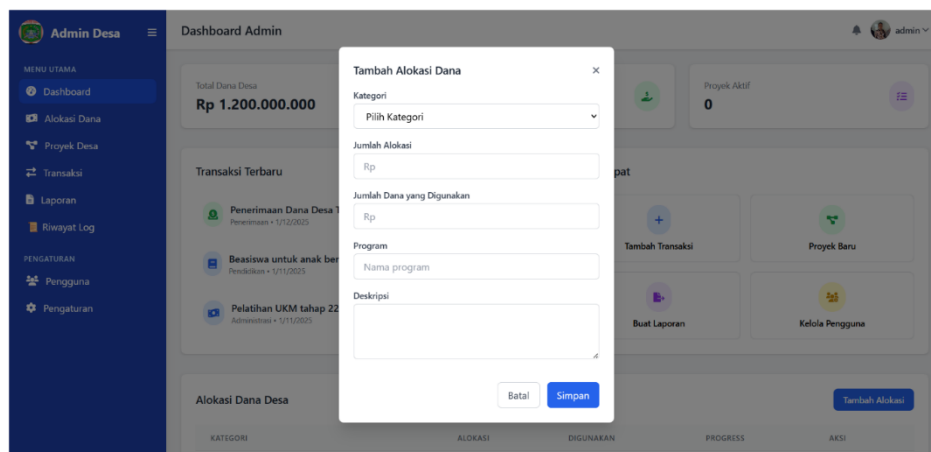 Admin Desa
Dashboard Admin
admin
MENU UTAMA
Dashboard
Alokasi Dana
Proyek Desa
Transaksi
Laporan
Riwayat Log
PENGATURAN
Pengguna
Pengaturan
Total Dana Desa
Rp 1.200.000.000
Proyek Aktif
0
Transaksi Terbaru
Penerimaan Dana Desa T
Penerimaan • 1/12/2025
Beasiswa untuk anak ber
Pendidikan • 1/11/2025
Pelatihan UKM tahap 22
Administrasi • 1/11/2025
pat
Tambah Transaksi
Proyek Baru
Buat Laporan
Kelola Pengguna
Alokasi Dana Desa
Tambah Alokasi
KATEGORI ALOKASI DIGUNAKAN PROGRESS AKSI
Tambah Alokasi Dana
×
Kategori
Pilih Kategori
Jumlah Alokasi
Rp
Jumlah Dana yang Digunakan
Rp
Program
Nama program
Deskripsi
Batal
Simpan